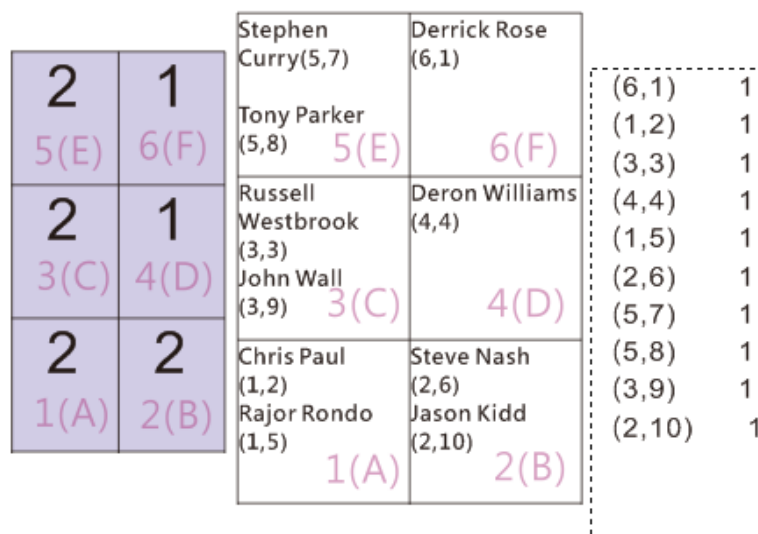 2 1
5(E) 6(F)
2 1
3(C) 4(D)
2 2
1(A) 2(B)
Stephen
Curry(5,7)
Tony Parker
(5,8)
5(E)
Derrick Rose
(6,1)
6(F)
Russell
Westbrook
(3,3)
John Wall
(3,9)
3(C)
Deron Williams
(4,4)
4(D)
Chris Paul
(1,2)
Rajor Rondo
(1,5)
1(A)
Steve Nash
(2,6)
Jason Kidd
(2,10)
2(B)
(6,1) 1
(1,2) 1
(3,3) 1
(4,4) 1
(1,5) 1
(2,6) 1
(5,7) 1
(5,8) 1
(3,9) 1
(2,10) 1